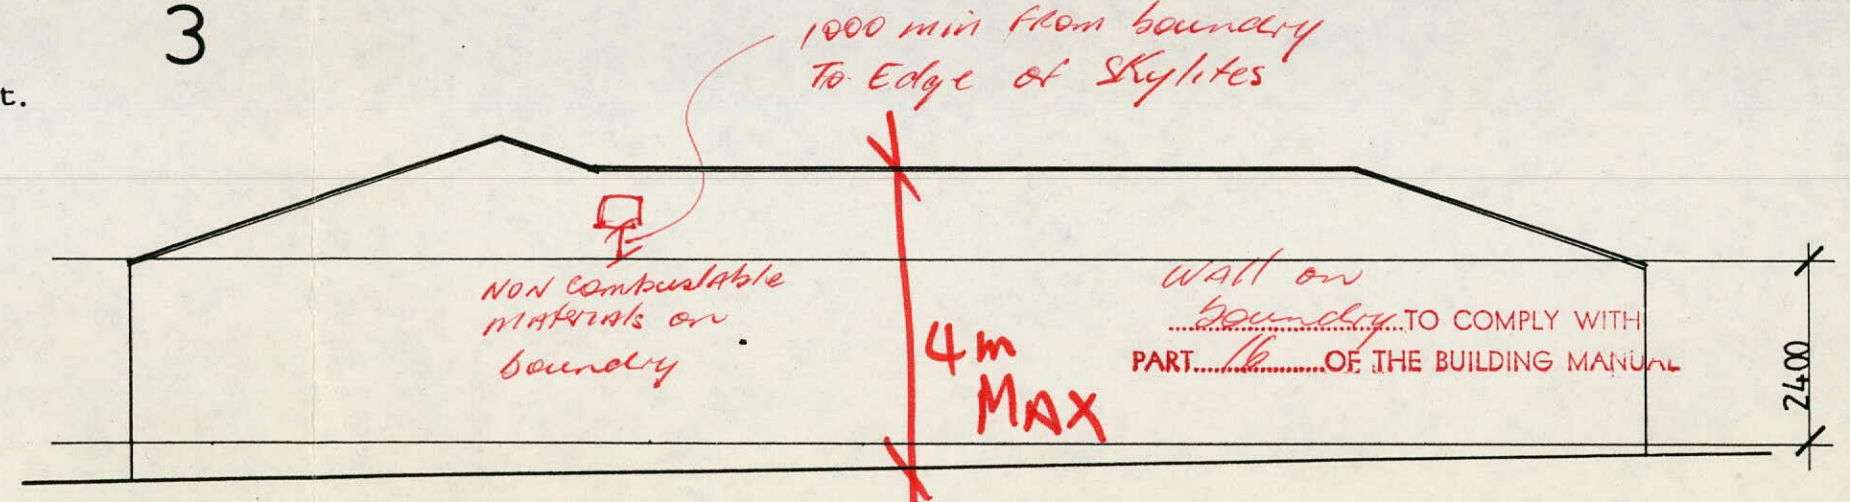 3
t.
1000 min from boundry
To Edge of Skylites
NON Combustable
Materials on
boundry
4m
MAX
Wall on
boundry TO COMPLY WITH
PART 16 OF THE BUILDING MANUAL
2400